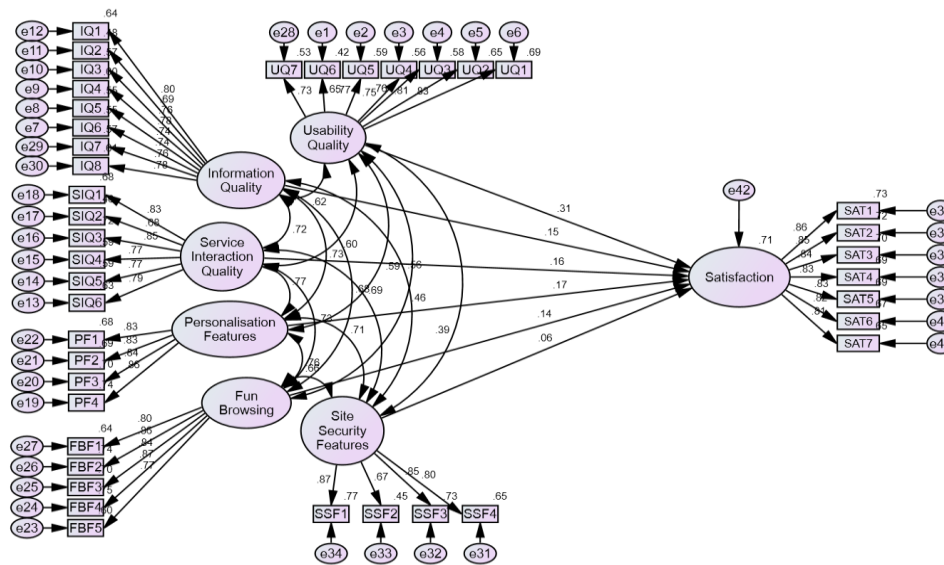 e12 IQ1 .64
e11 IQ2
e10 IQ3
e9 IQ4
e8 IQ5
e7 IQ6
e29 IQ7
e30 IQ8
.68
.80
.69
.78
.74
.74
.76
.78
e28 e1 e2 e3 e4 e5 e6
.53 .42 .59 .56 .58 .65 .69
UQ7 UQ6 UQ5 UQ4 UQ3 UQ2 UQ1
.73 .65 .77 .75 .76 .81 .83
Usability
Quality
Information
Quality
.62
e18 SIQ1
e17 SIQ2
e16 SIQ3
e15 SIQ4
e14 SIQ5
e13 SIQ6
.83
.68
.85
.77
.77
.79
Service
Interaction
Quality
.72
.60
.73
.59
.77
.69
.46
.71
.39
e22 PF1 .68
e21 PF2
e20 PF3
e19 PF4
.83
.83
.84
.86
Personalisation
Features
.76
.66
e27 FBF1 .64
e26 FBF2
e25 FBF3
e24 FBF4
e23 FBF5
.80
.86
.84
.87
.77
Fun
Browsing
Site
Security
Features
.87 .67 .85 .80
.77 .45 .73 .65
SSF1 SSF2 SSF3 SSF4
e34 e33 e32 e31
.31
.15
.16
.17
.14
.06
e42
.71
Satisfaction
.86
.85
.84
.83
.73
SAT1
SAT2
SAT3
SAT4
SAT5
SAT6
SAT7